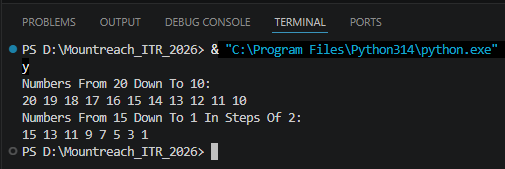 PROBLEMS OUTPUT DEBUG CONSOLE TERMINAL PORTS
PS D:\Mountreach_ITR_2026> & "C:\Program Files\Python314\python.exe"
y
Numbers From 20 Down To 10:
20 19 18 17 16 15 14 13 12 11 10
Numbers From 15 Down To 1 In Steps Of 2:
15 13 11 9 7 5 3 1
PS D:\Mountreach_ITR_2026>